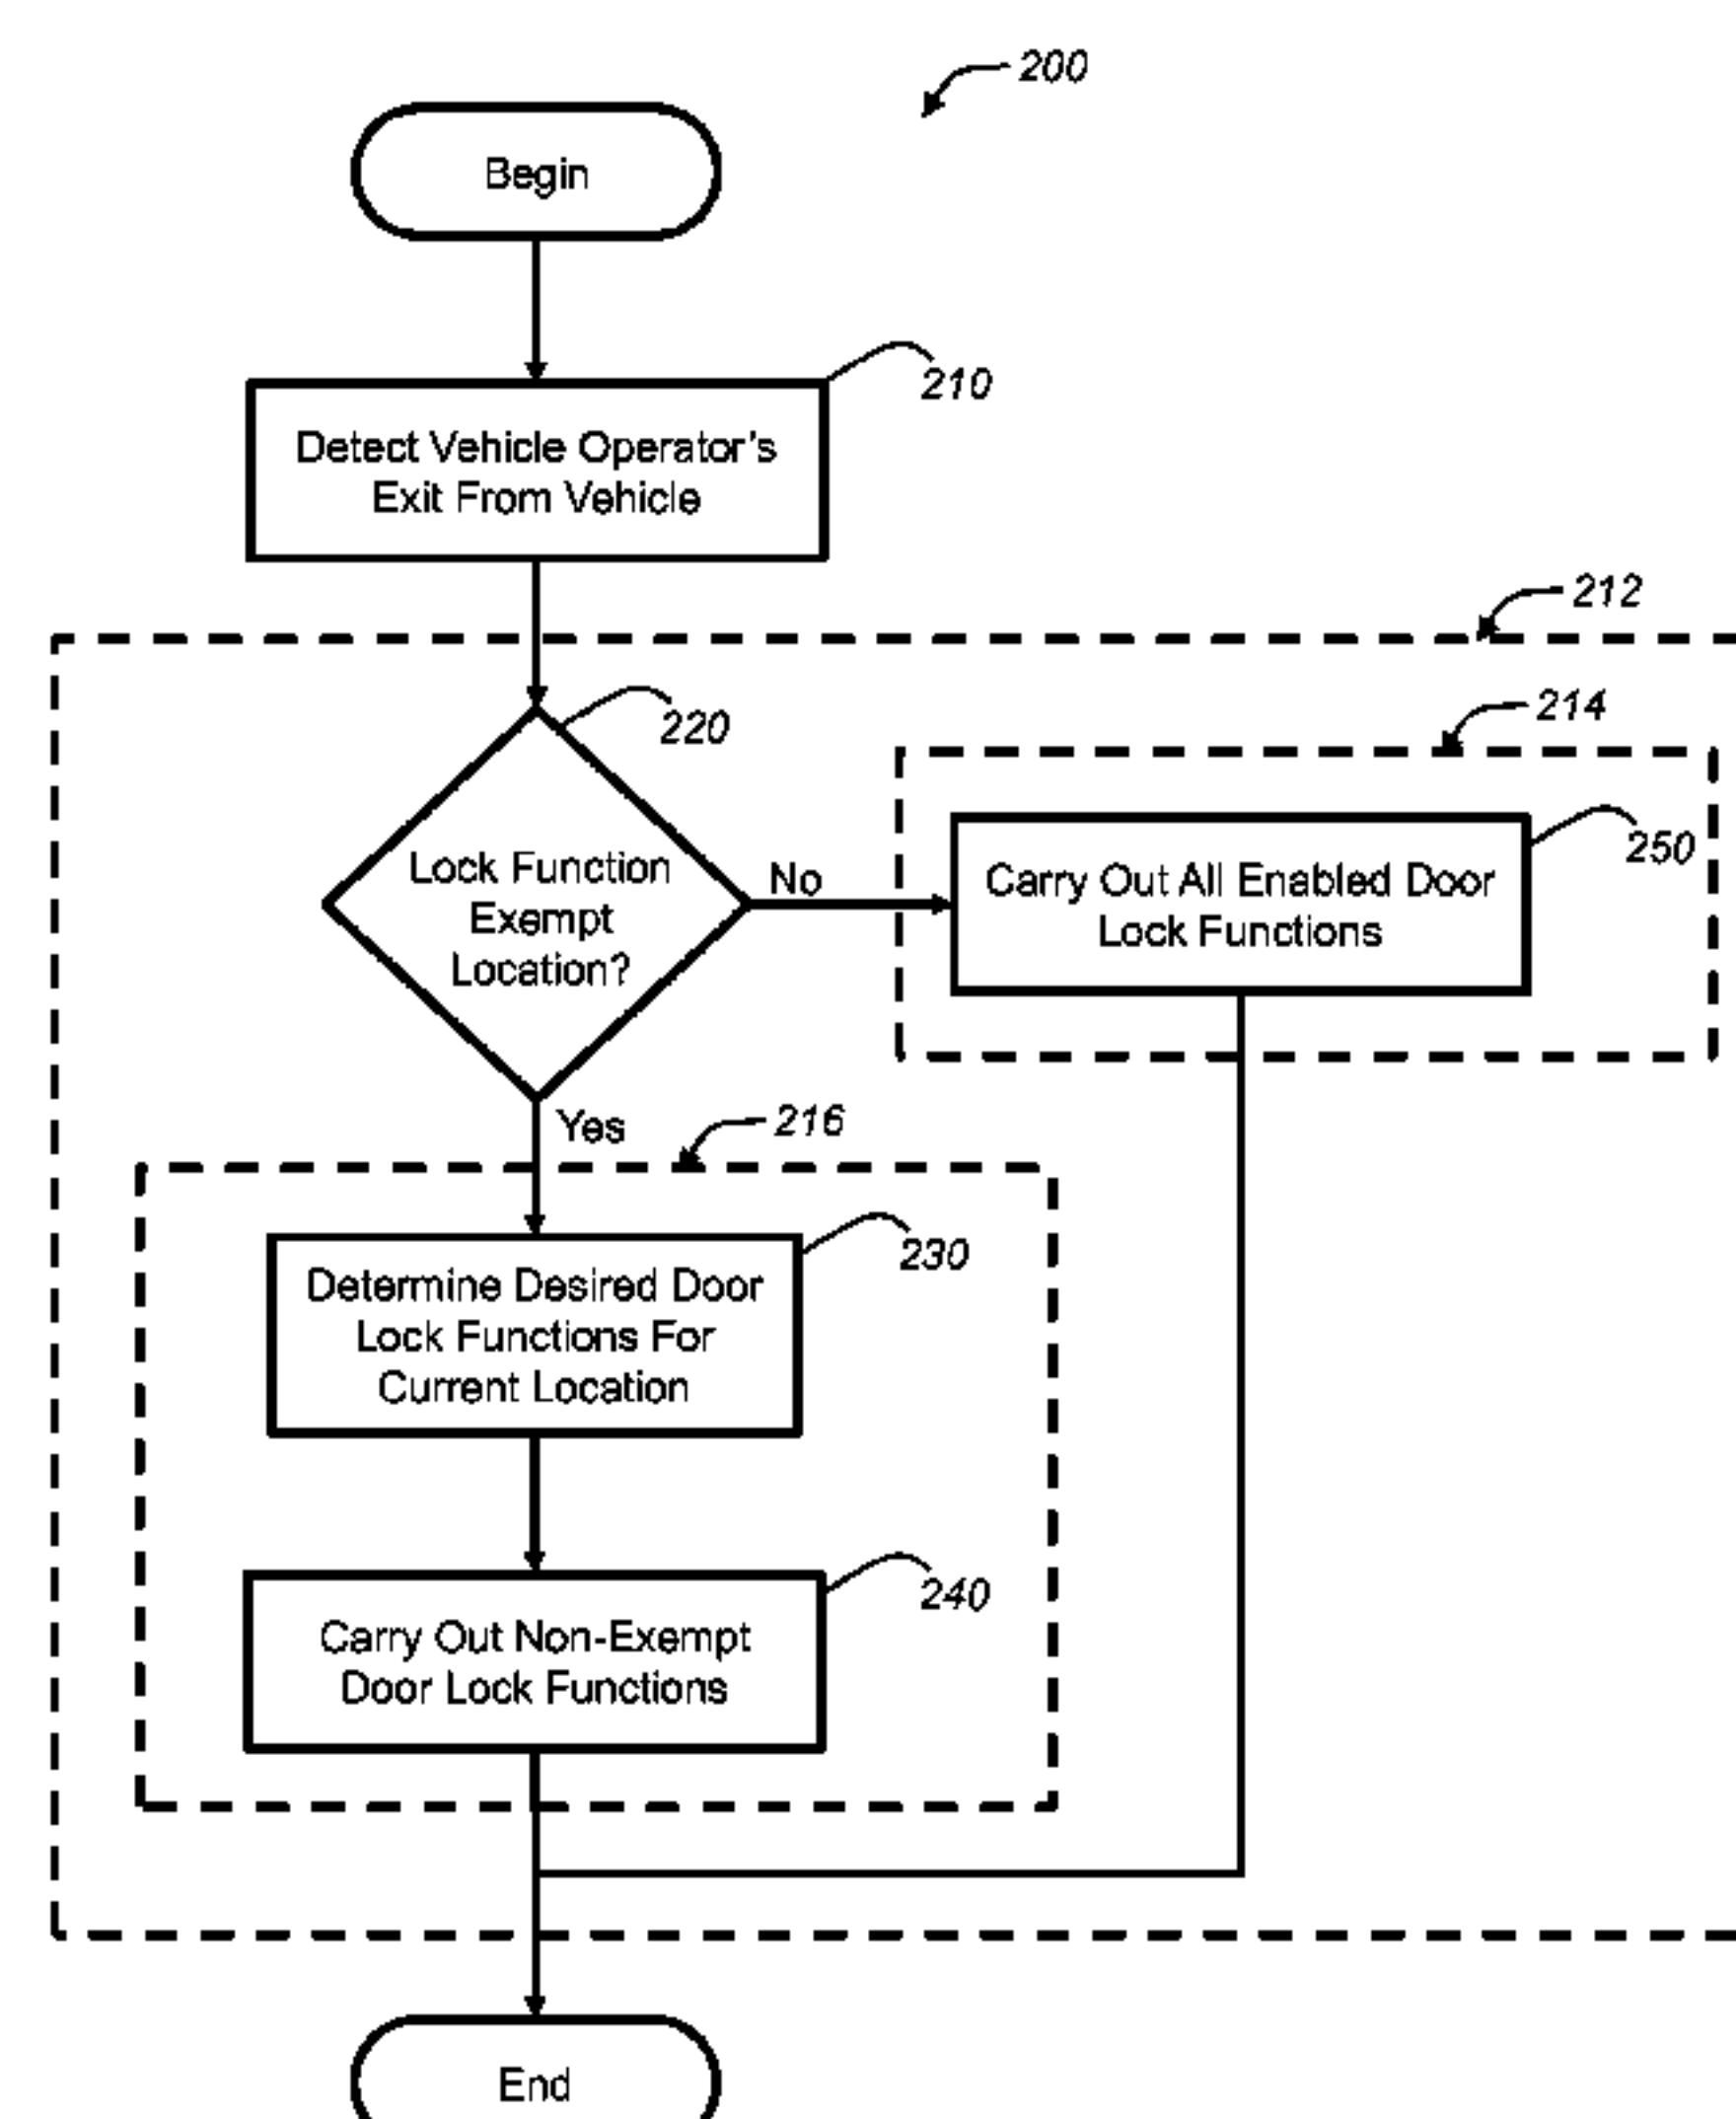 200
Begin
210
Detect Vehicle Operator's
Exit From Vehicle
212
214
220
250
Lock Function
Exempt
Location?
No
Carry Out All Enabled Door
Lock Functions
Yes
216
230
Determine Desired Door
Lock Functions For
Current Location
240
Carry Out Non-Exempt
Door Lock Functions
End